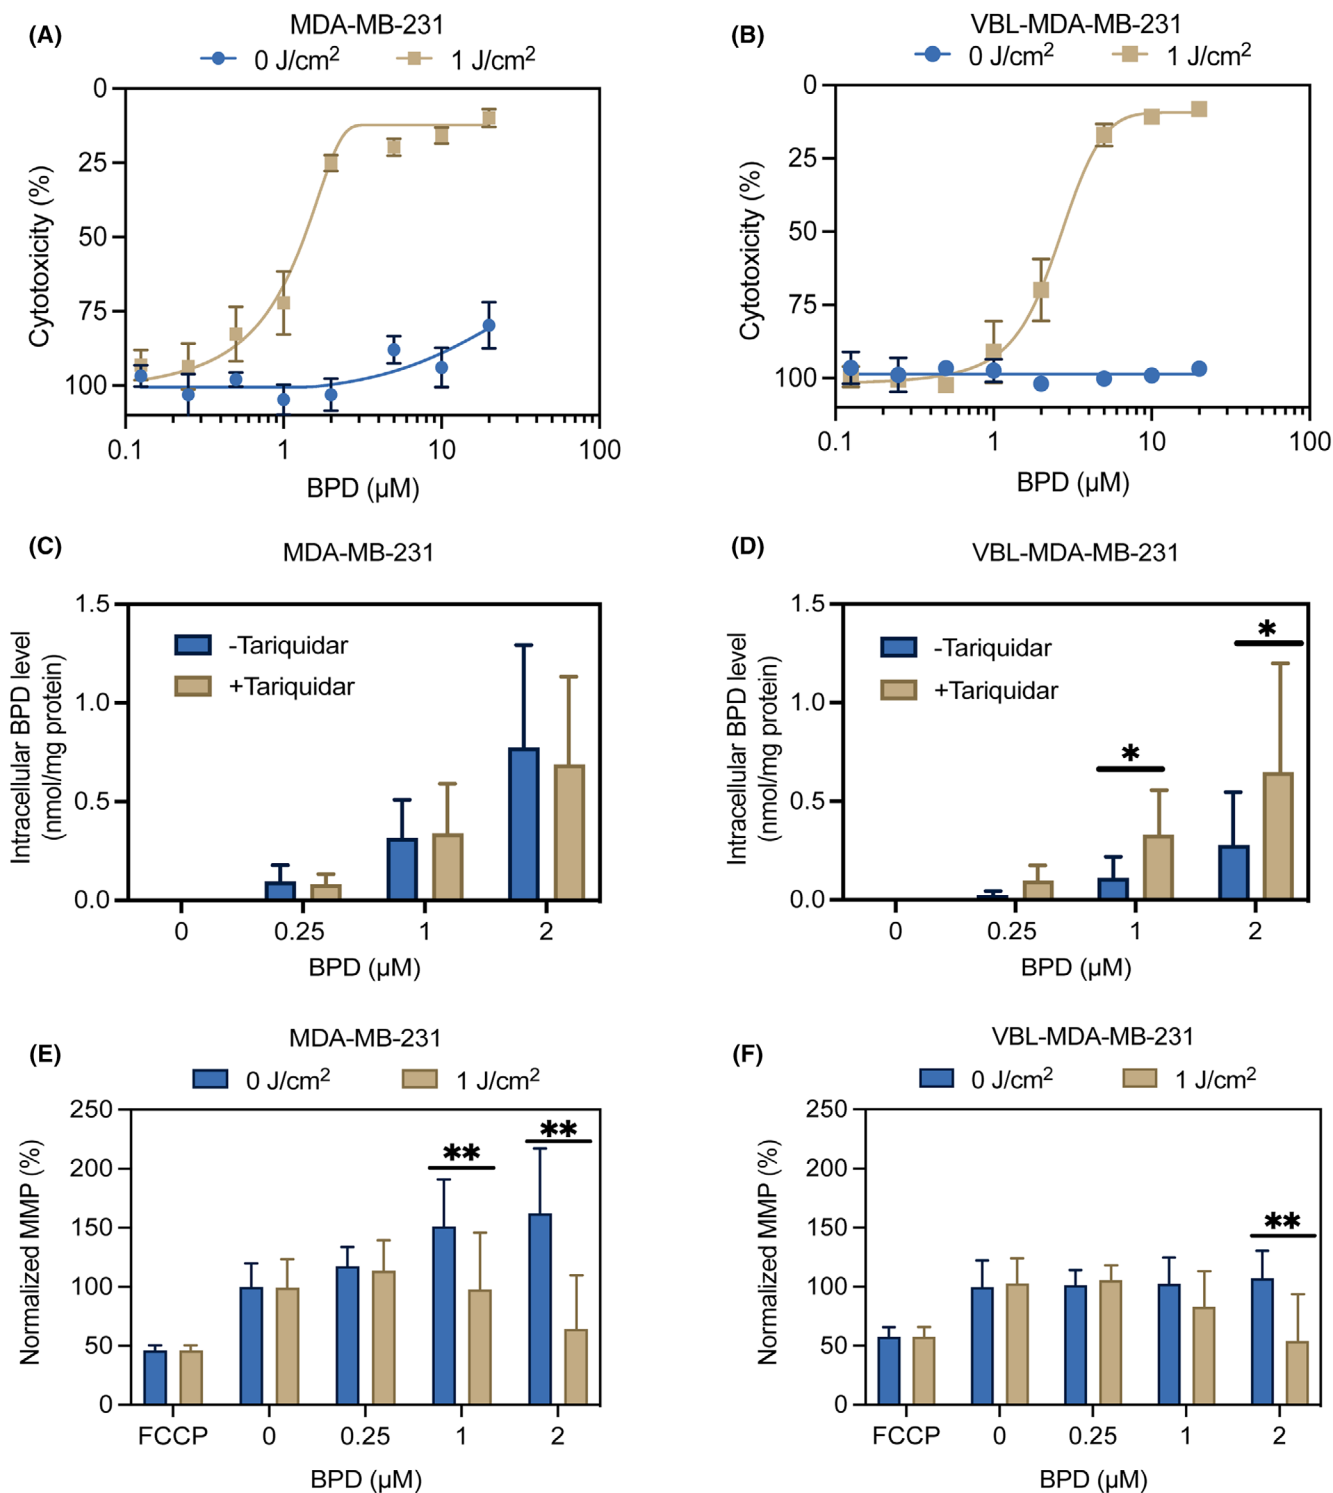 (A)
MDA-MB-231
0 J/cm²
1 J/cm²
Cytotoxicity (%)
0
25
50
75
100
0.1
1
10
100
BPD (µM)
(B)
VBL-MDA-MB-231
0 J/cm²
1 J/cm²
Cytotoxicity (%)
0
25
50
75
100
0.1
1
10
100
BPD (µM)
(C)
MDA-MB-231
Intracellular BPD level
(nmol/mg protein)
1.5
1.0
0.5
0.0
-Tariquidar
+Tariquidar
0
0.25
1
2
BPD (µM)
(D)
VBL-MDA-MB-231
Intracellular BPD level
(nmol/mg protein)
1.5
1.0
0.5
0.0
-Tariquidar
+Tariquidar
*
*
0
0.25
1
2
BPD (µM)
(E)
MDA-MB-231
0 J/cm²
1 J/cm²
Normalized MMP (%)
250
200
150
100
50
0
**
**
FCCP
0
0.25
1
2
BPD (µM)
(F)
VBL-MDA-MB-231
0 J/cm²
1 J/cm²
Normalized MMP (%)
250
200
150
100
50
0
**
FCCP
0
0.25
1
2
BPD (µM)